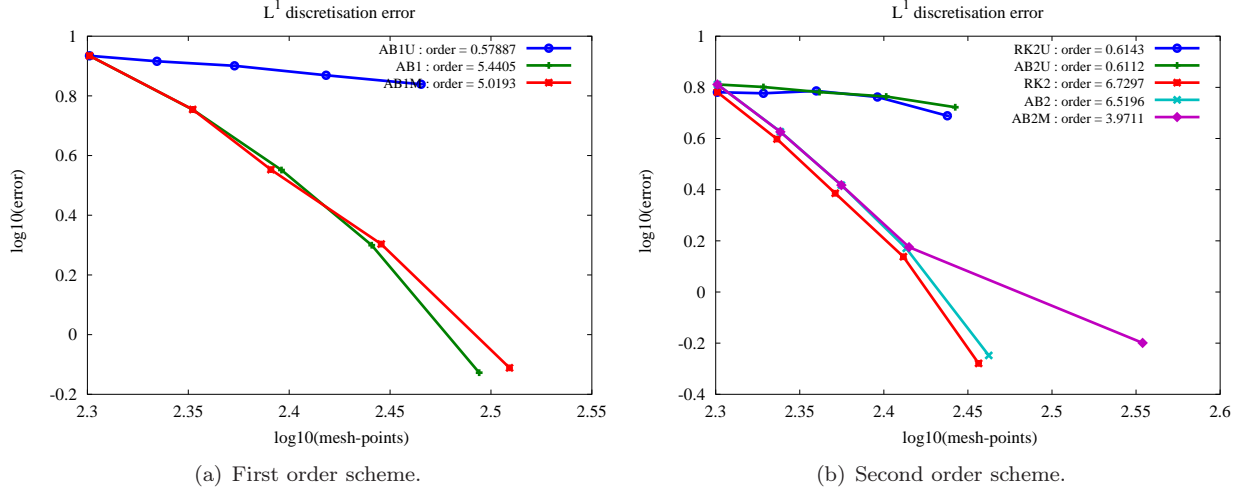 L1 discretisation error
1
0.8
0.6
0.4
0.2
0
-0.2
log10(error)
AB1U : order = 0.57887
AB1 : order = 5.4405
AB1M : order = 5.0193
2.3
2.35
2.4
2.45
2.5
2.55
log10(mesh-points)
(a) First order scheme.
L1 discretisation error
1
0.8
0.6
0.4
0.2
0
-0.2
-0.4
log10(error)
RK2U : order = 0.6143
AB2U : order = 0.6112
RK2 : order = 6.7297
AB2 : order = 6.5196
AB2M : order = 3.9711
2.3
2.35
2.4
2.45
2.5
2.55
2.6
log10(mesh-points)
(b) Second order scheme.